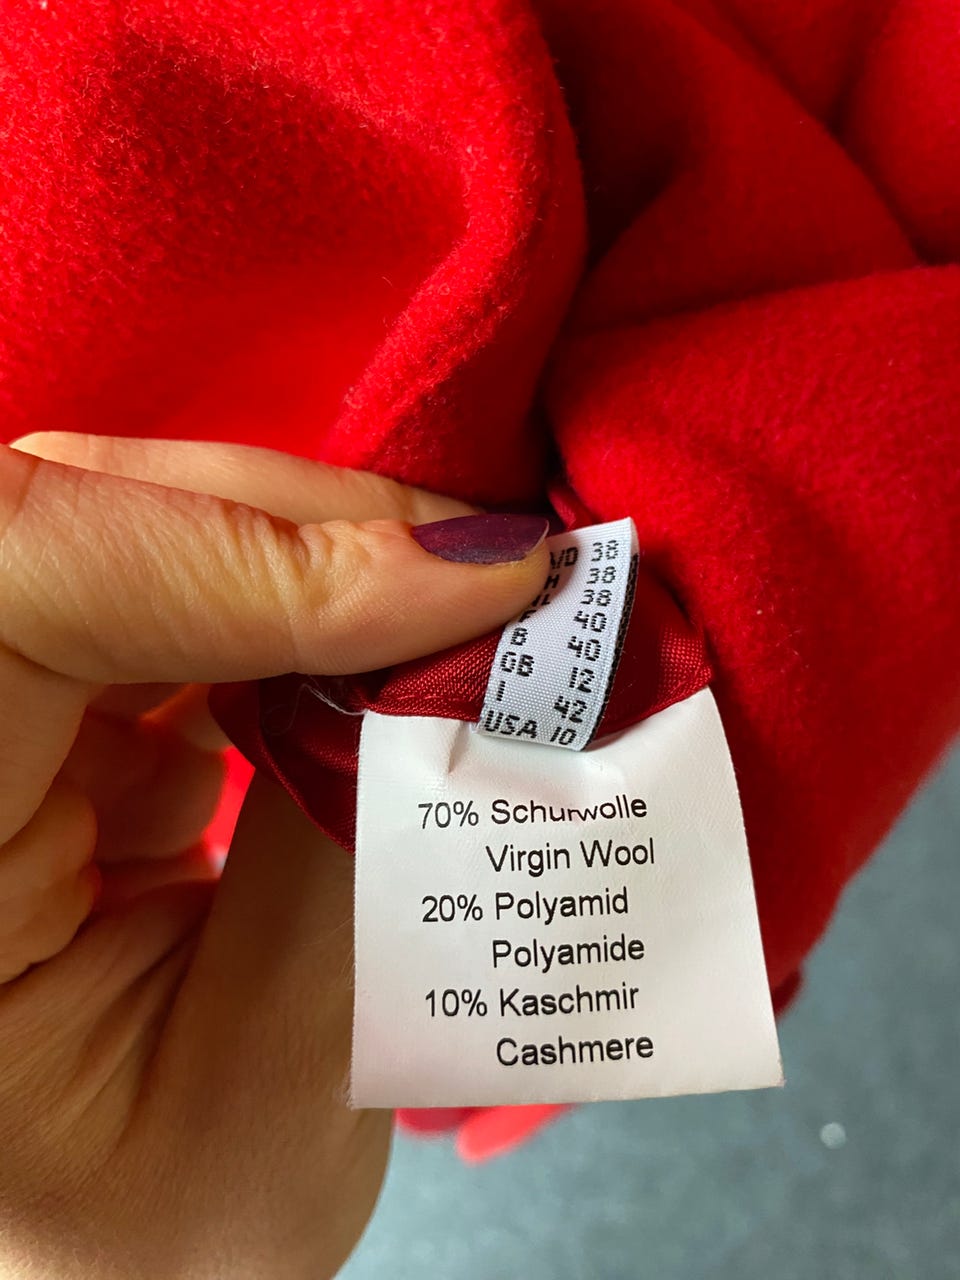 /D 38
H 38
NL 38
F 40
B 40
GB 12
I 42
USA 10
70% Schurwolle
Virgin Wool
20% Polyamid
Polyamide
10% Kaschmir
Cashmere